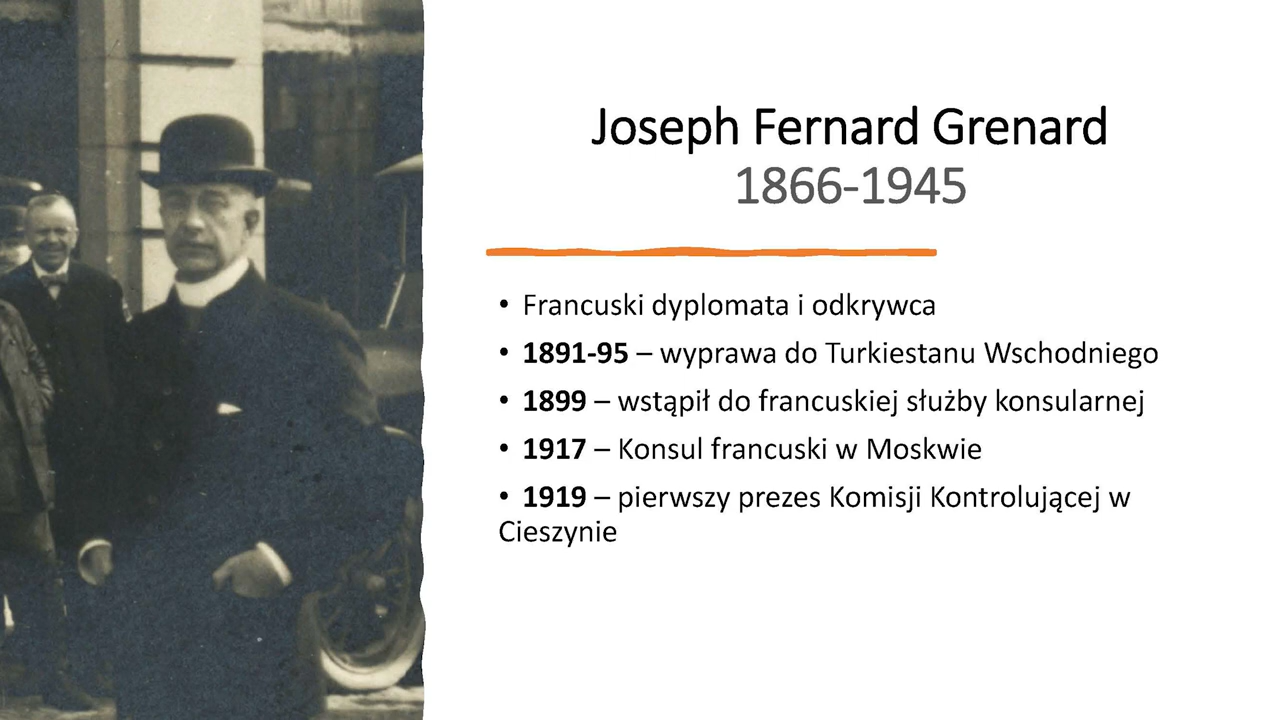 Joseph Fernard Grenard
1866-1945
• Francuski dyplomata i odkrywca
• 1891-95 – wyprawa do Turkiestanu Wschodniego
• 1899 – wstąpił do francuskiej służby konsularnej
• 1917 – Konsul francuski w Moskwie
• 1919 – pierwszy prezes Komisji Kontrolującej w
Cieszynie